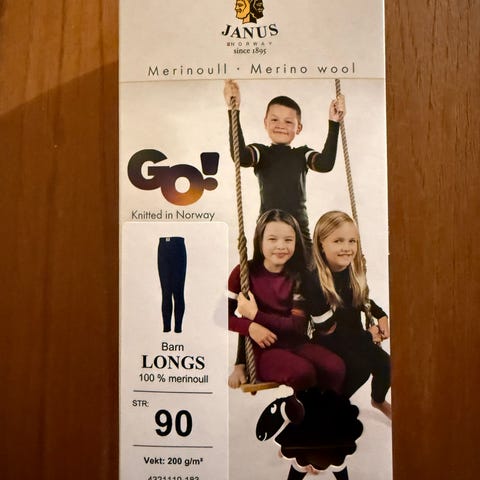 JANUS
NORWAY
since 1895
Merinoull · Merino wool
GO!
Knitted in Norway
Barn
LONGS
100 % merinoull
STR:
90
Vekt: 200 g/m²